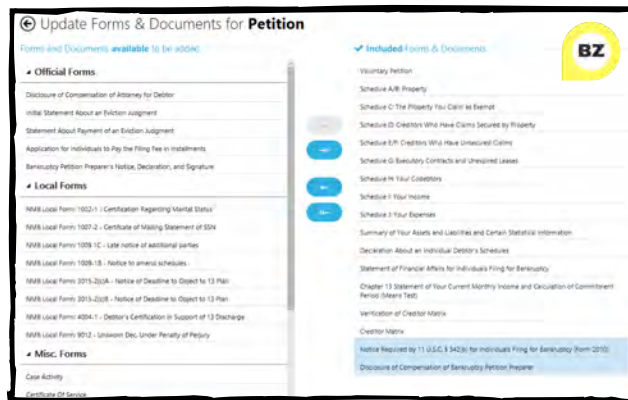 Update Forms & Documents for Petition
Forms and Documents available to be added
Official Forms
Disclosure of Compensation of Attorney for Debtor
Initial Statement About an Eviction Judgment
Statement About Payment of an Eviction Judgment
Application for Individuals to Pay the Filing Fee in Installments
Bankruptcy Petition Preparer's Notice, Declaration, and Signature
Local Forms
NMB Local Form 1002-1 - Certification Regarding Marital Status
NMB Local Form 1007-2 - Certificate of Mailing Statement of SSN
NMB Local Form 1009-1C - Late notice of additional parties
NMB Local Form 1009-1B - Notice to amend schedules
NMB Local Form 3015-2(c)A - Notice of Deadline to Object to 13 Plan
NMB Local Form 3015-2(c)B - Notice of Deadline to Object to 13 Plan
NMB Local Form 4004-1 - Debtor's Certification in Support of 13 Discharge
NMB Local Form 9012 - Unsworn Dec. Under Penalty of Perjury
Misc. Forms
Case Activity
Certificate Of Service
Included Forms & Documents
BZ
Voluntary Petition
Schedule A/B: Property
Schedule C: The Property You Claim as Exempt
Schedule D: Creditors Who Have Claims Secured by Property
Schedule E/F: Creditors Who Have Unsecured Claims
Schedule G: Executory Contracts and Unexpired Leases
Schedule H: Your Codebtors
Schedule I: Your Income
Schedule J: Your Expenses
Summary of Your Assets and Liabilities and Certain Statistical Information
Declaration About an Individual Debtor's Schedules
Statement of Financial Affairs for Individuals Filing for Bankruptcy
Chapter 13 Statement of Your Current Monthly Income and Calculation of Commitment
Period (Means Test)
Verification of Creditor Matrix
Creditor Matrix
Notice Required by 11 U.S.C. § 342(b) for Individuals Filing for Bankruptcy (Form 2010)
Disclosure of Compensation of Bankruptcy Petition Preparer